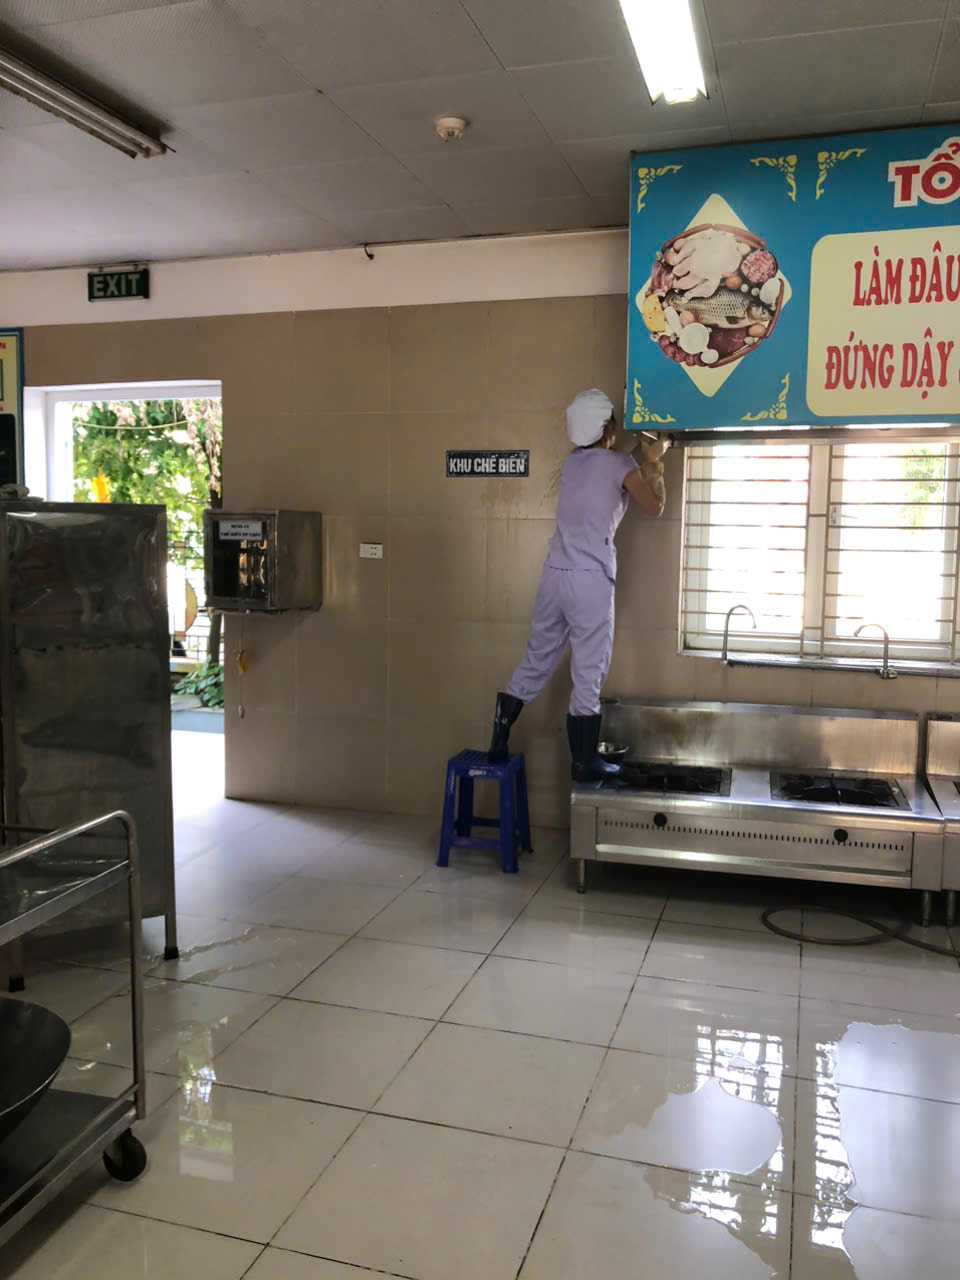 TỔ
EXIT
LÀM ĐÂU
ĐỨNG DẬY
KHU CHẾ BIẾN